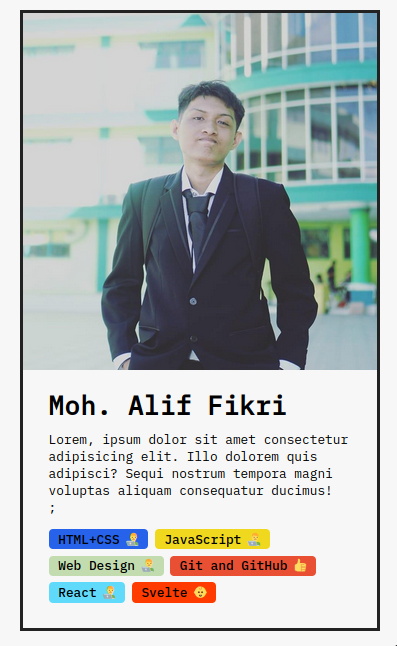 Moh. Alif Fikri
Lorem, ipsum dolor sit amet consectetur
adipisicing elit. Illo dolorem quis
adipisci? Sequi nostrum tempora magni
voluptas aliquam consequatur ducimus!
;
HTML+CSS 👨‍💻 JavaScript 👨‍💻
Web Design 👨‍💻 Git and GitHub 👍
React 👨‍💻 Svelte 👶